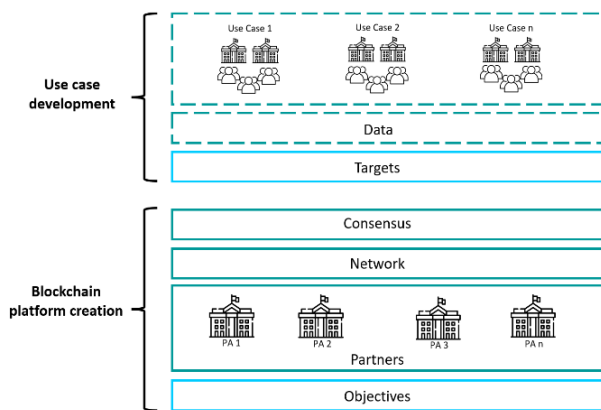 Use Case 1
Use Case 2
Use Case n
Use case
development
Data
Targets
Consensus
Network
Blockchain
platform creation
PA 1
PA 2
PA 3
PA n
Partners
Objectives